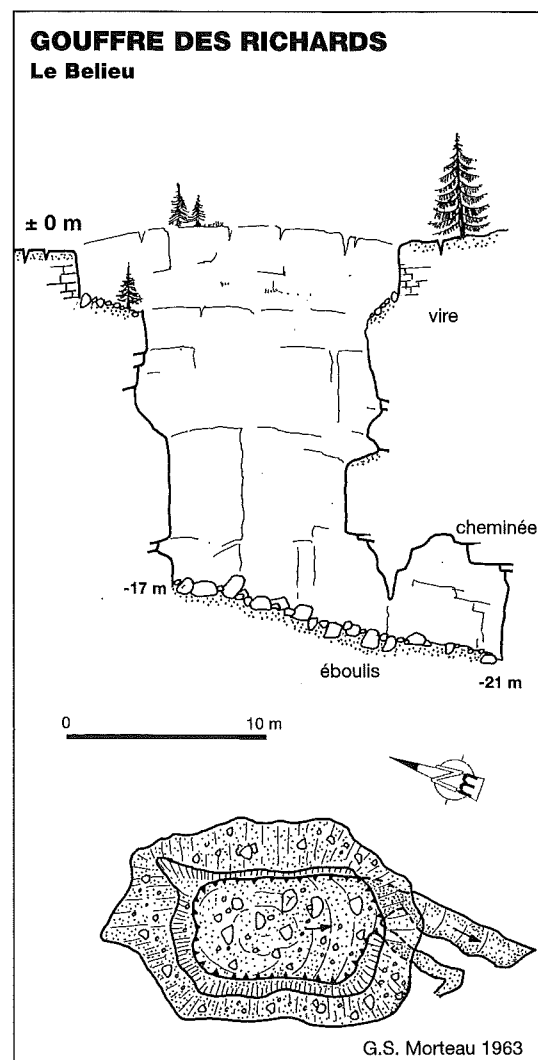 GOUFFRE DES RICHARDS
Le Belieu
± 0 m
vire
cheminée
-17 m
éboulis
-21 m
0 10 m
m
G.S. Morteau 1963